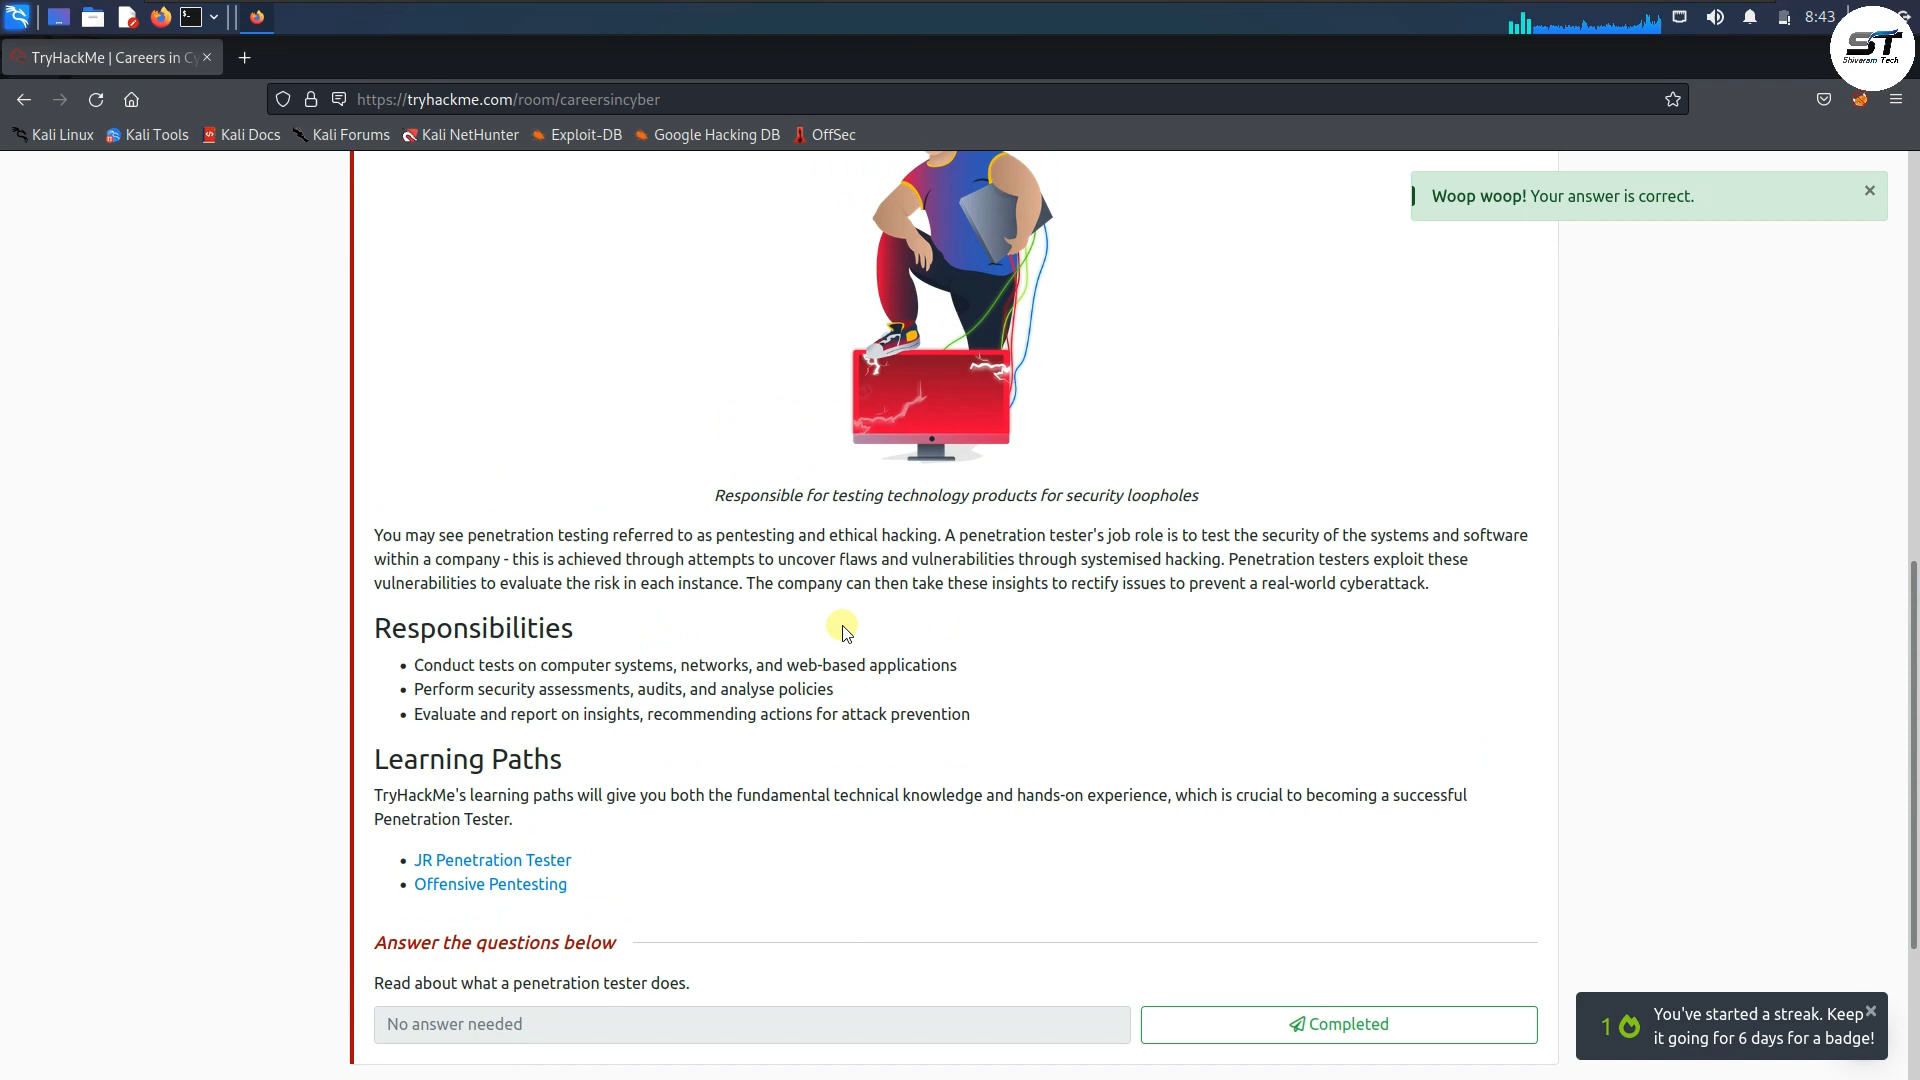 8:43
ST
Shivaram Tech
TryHackMe | Careers in Cy
https://tryhackme.com/room/careersincyber
Kali Linux Kali Tools Kali Docs Kali Forums Kali NetHunter Exploit-DB Google Hacking DB OffSec
Woop woop! Your answer is correct.
Responsible for testing technology products for security loopholes
You may see penetration testing referred to as pentesting and ethical hacking. A penetration tester's job role is to test the security of the systems and software
within a company - this is achieved through attempts to uncover flaws and vulnerabilities through systemised hacking. Penetration testers exploit these
vulnerabilities to evaluate the risk in each instance. The company can then take these insights to rectify issues to prevent a real-world cyberattack.
Responsibilities
• Conduct tests on computer systems, networks, and web-based applications
• Perform security assessments, audits, and analyse policies
• Evaluate and report on insights, recommending actions for attack prevention
Learning Paths
TryHackMe's learning paths will give you both the fundamental technical knowledge and hands-on experience, which is crucial to becoming a successful
Penetration Tester.
• JR Penetration Tester
• Offensive Pentesting
Answer the questions below
Read about what a penetration tester does.
No answer needed
Completed
1
You've started a streak. Keep
it going for 6 days for a badge!